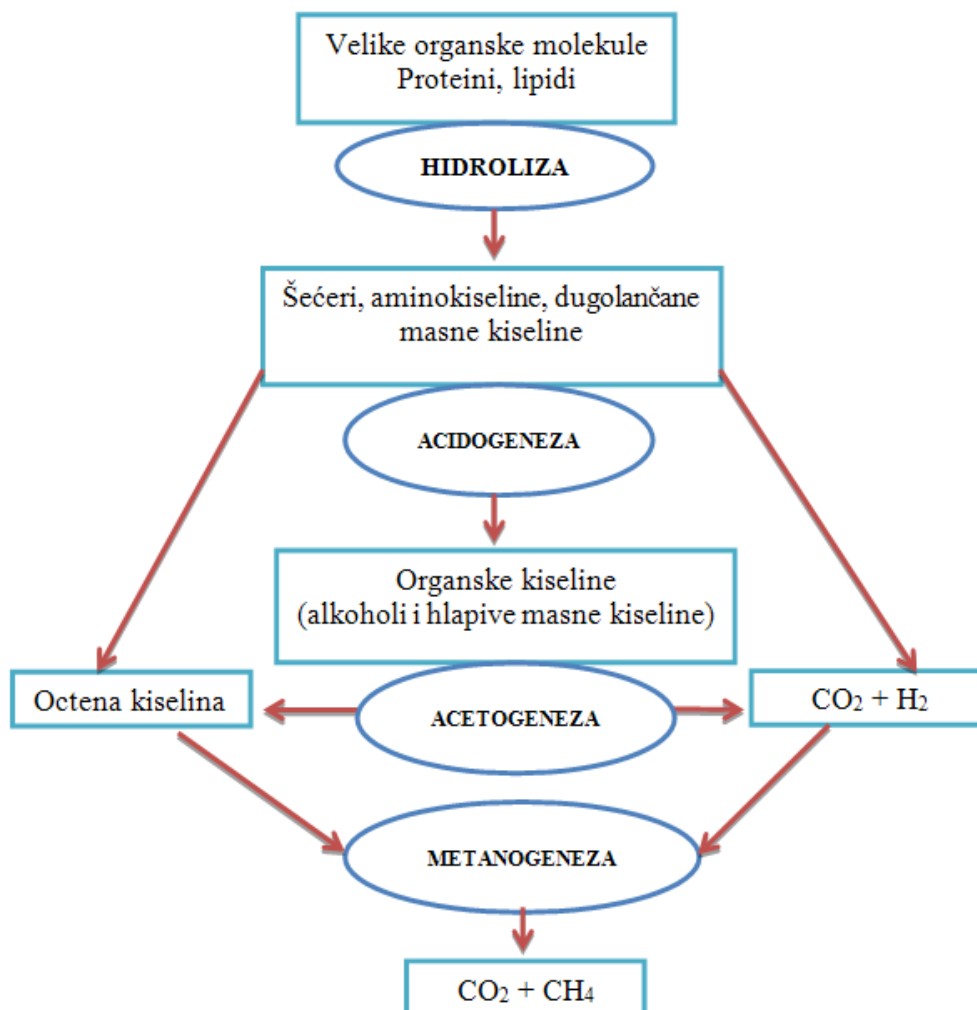 Velike organske molekule
Proteini, lipidi
HIDROLIZA
Šećeri, aminokiseline, dugolančane
masne kiseline
ACIDOGENEZA
Organske kiseline
(alkoholi i hlapive masne kiseline)
Octena kiselina
ACETOGENEZA
CO₂ + H₂
METANOGENEZA
CO₂ + CH₄